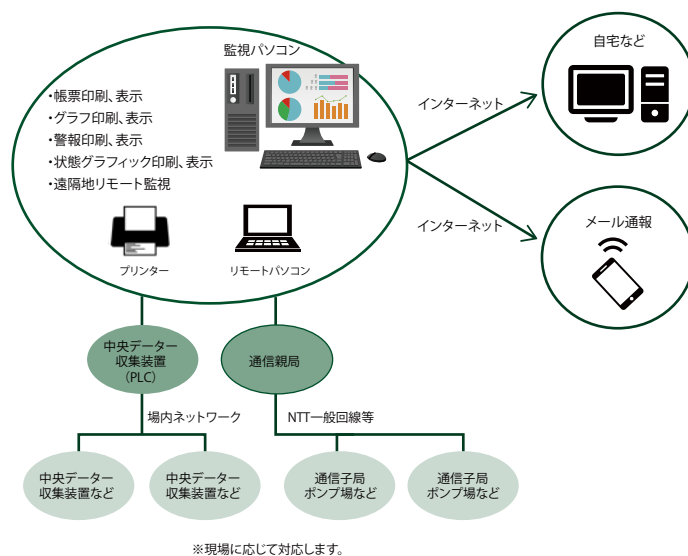 監視パソコン
・帳票印刷、表示
・グラフ印刷、表示
・警報印刷、表示
・状態グラフィック印刷、表示
・遠隔地リモート監視
プリンター
リモートパソコン
インターネット
自宅など
インターネット
メール通報
中央データー
収集装置
（PLC）
通信親局
場内ネットワーク
NTT一般回線等
中央データー
収集装置など
中央データー
収集装置など
通信子局
ポンプ場など
通信子局
ポンプ場など
※現場に応じて対応します。